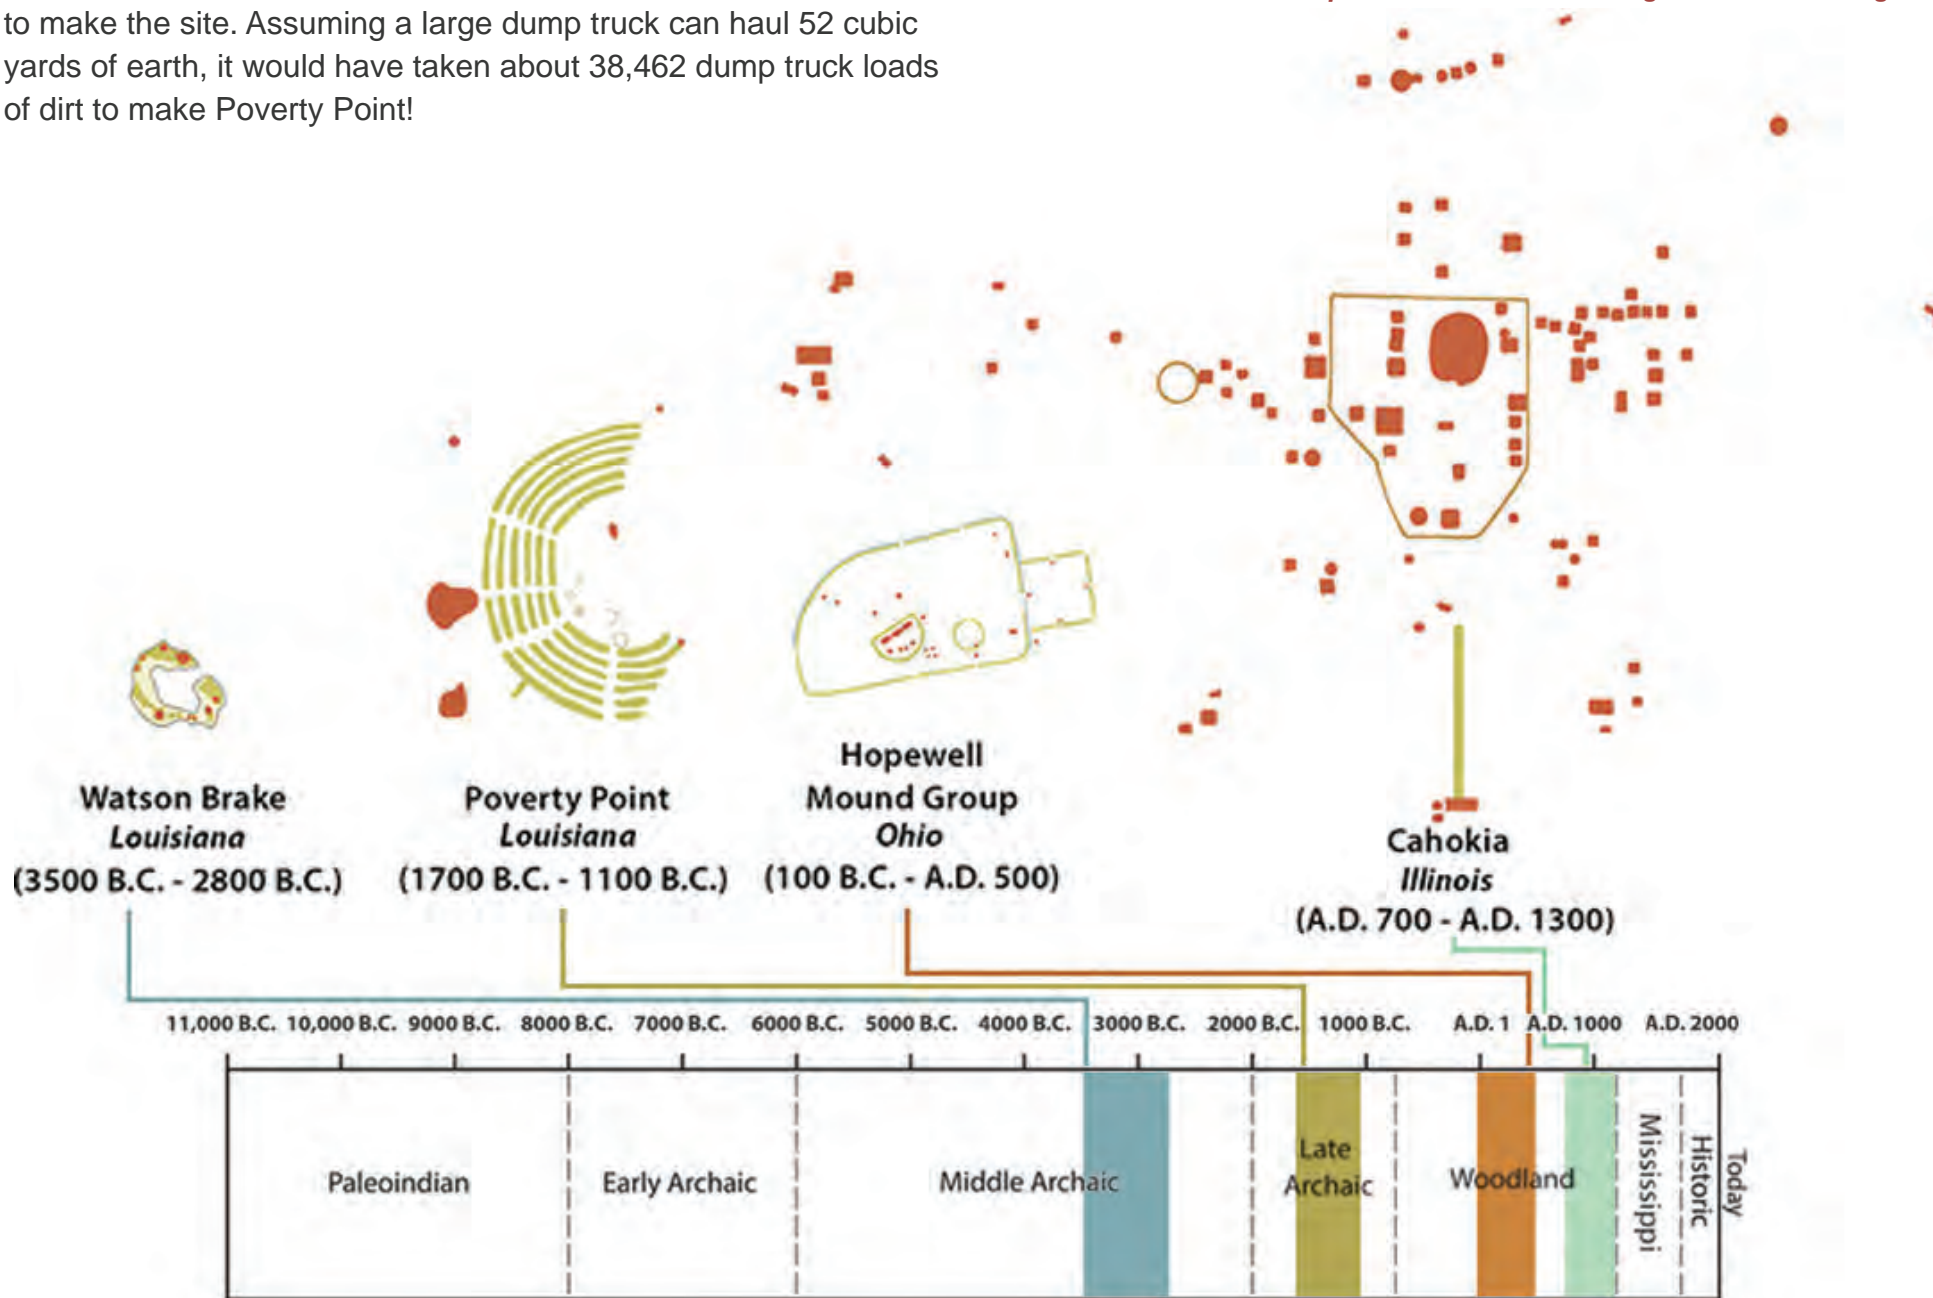 to make the site. Assuming a large dump truck can haul 52 cubic
yards of earth, it would have taken about 38,462 dump truck loads
of dirt to make Poverty Point!
Watson Brake
Louisiana
(3500 B.C. - 2800 B.C.)
Poverty Point
Louisiana
(1700 B.C. - 1100 B.C.)
Hopewell
Mound Group
Ohio
(100 B.C. - A.D. 500)
Cahokia
Illinois
(A.D. 700 - A.D. 1300)
11,000 B.C. 10,000 B.C. 9000 B.C. 8000 B.C. 7000 B.C. 6000 B.C. 5000 B.C. 4000 B.C. 3000 B.C. 2000 B.C. 1000 B.C. A.D. 1 A.D. 1000 A.D. 2000
Paleoindian
Early Archaic
Middle Archaic
Late
Archaic
Woodland
Mississippi
Historic
Today